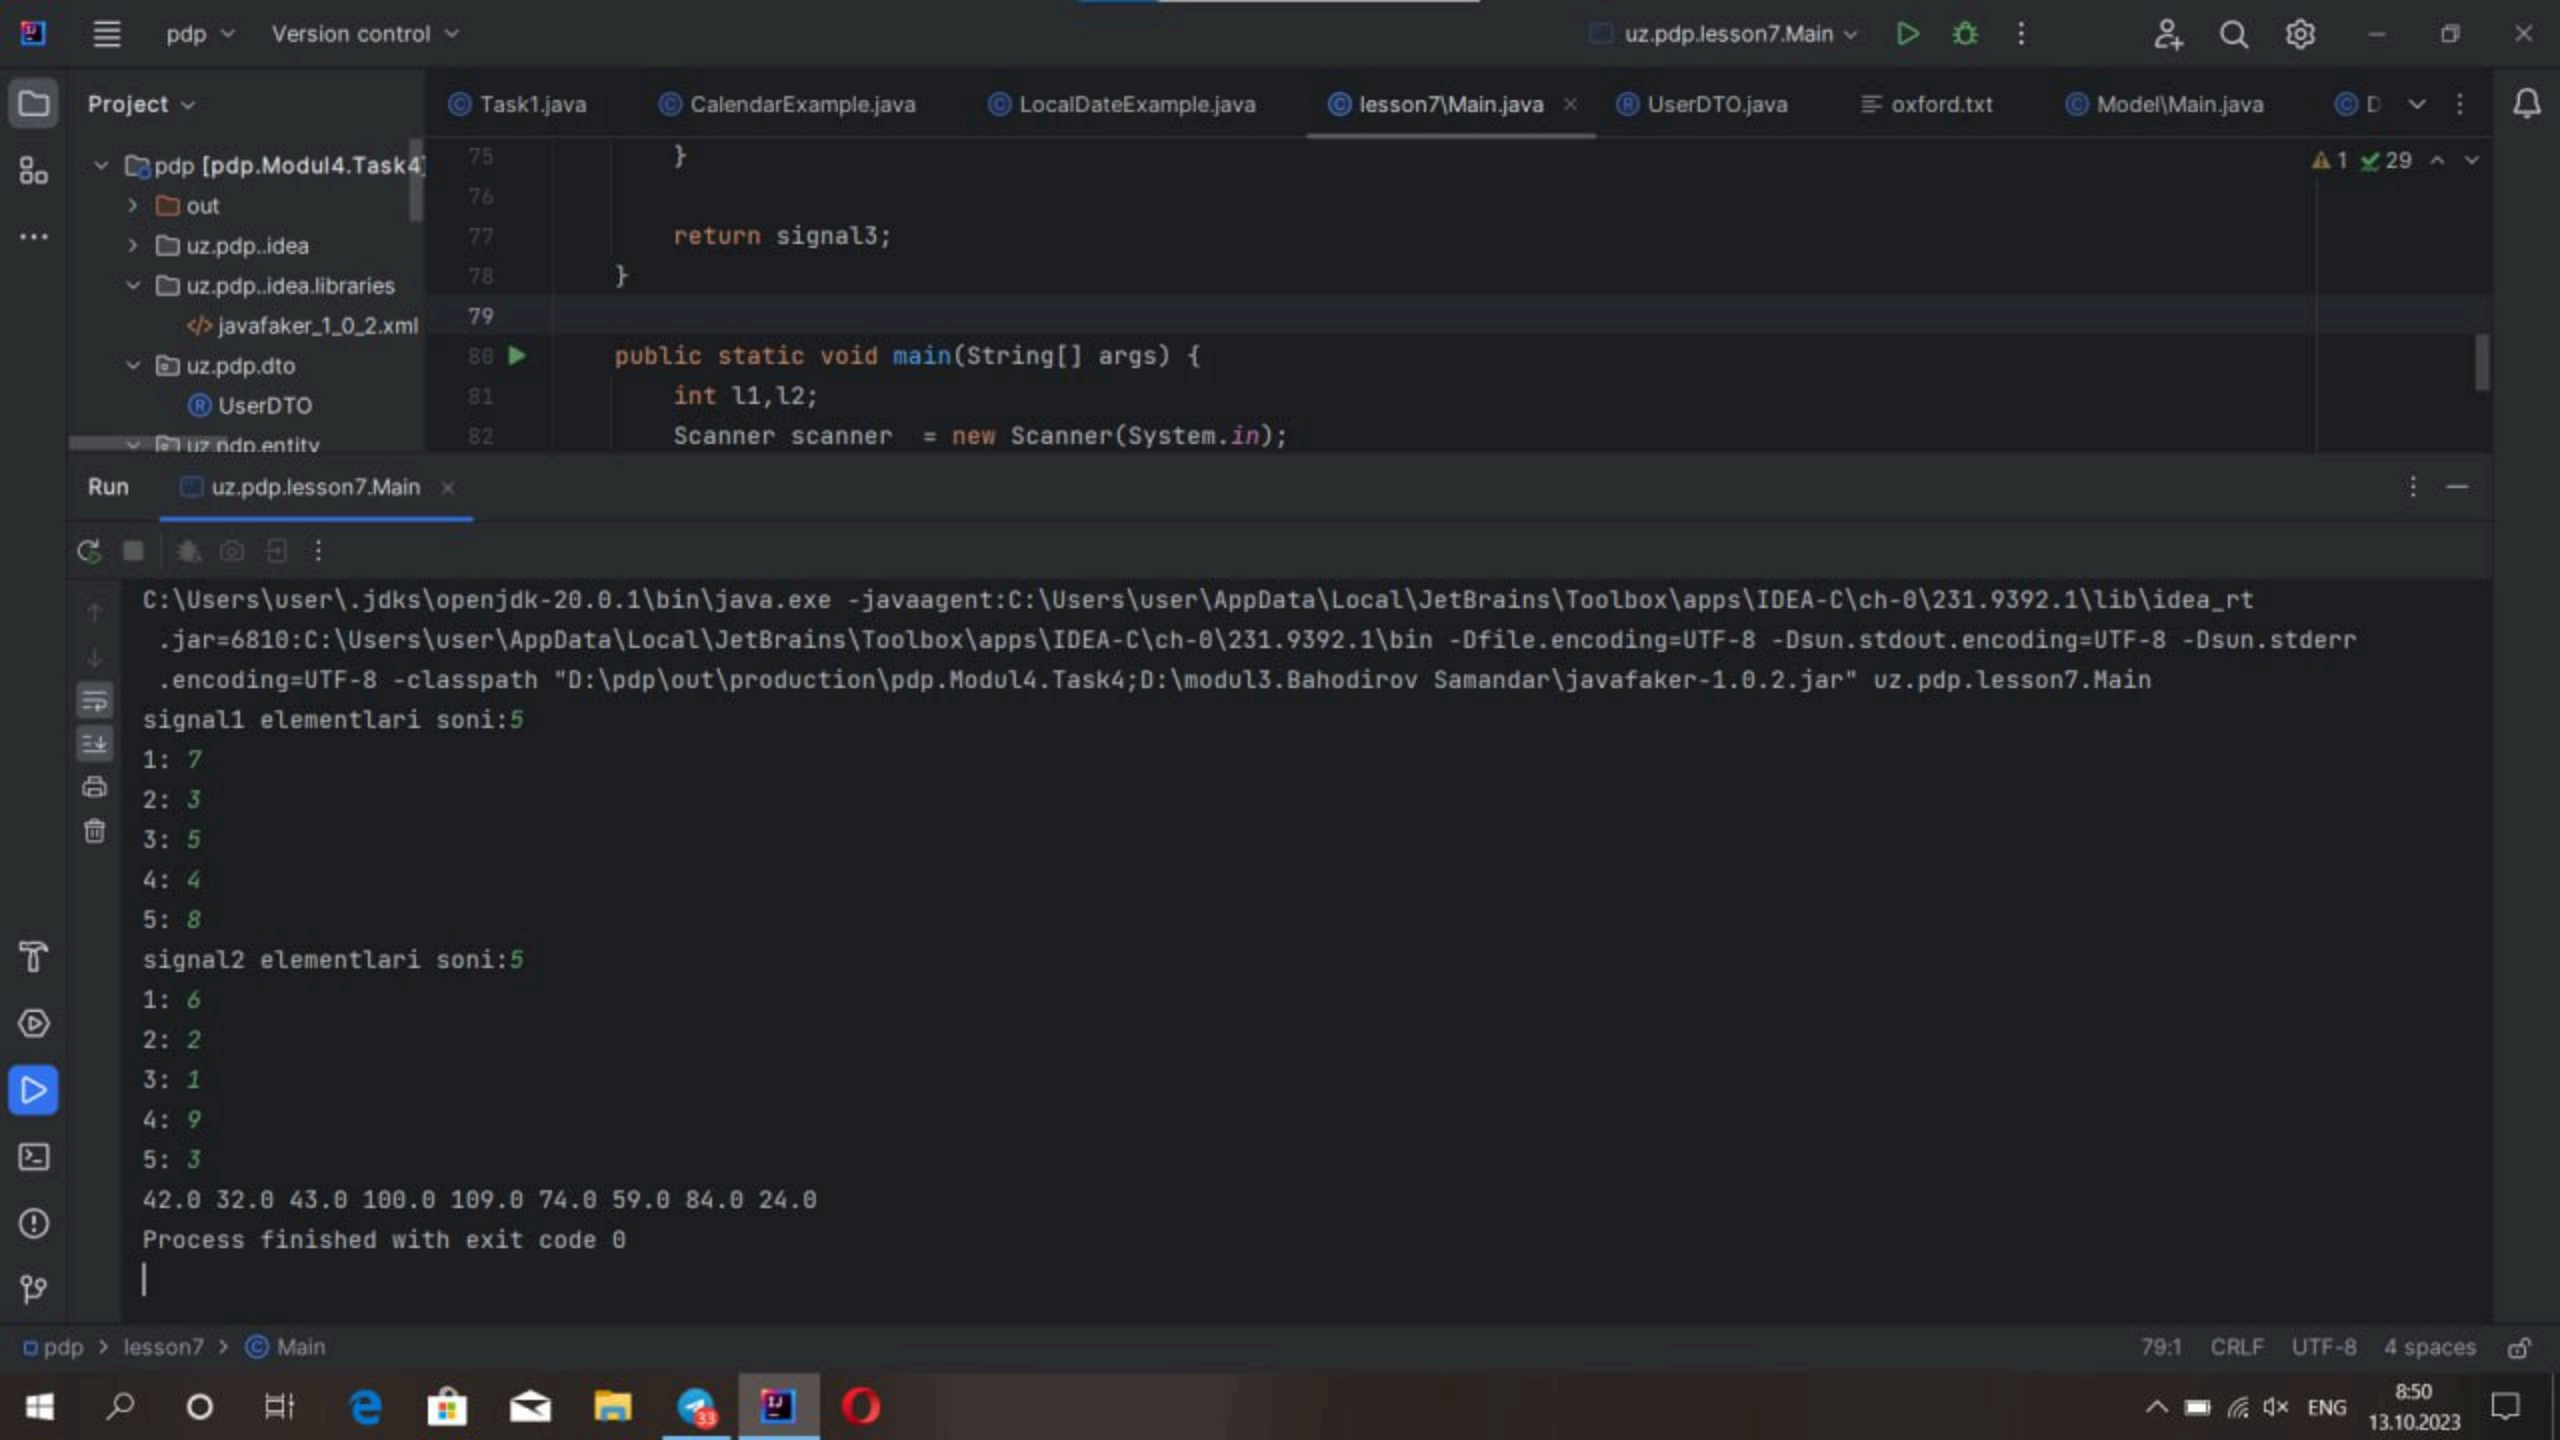 pdp Version control uz.pdp.lesson7.Main
Project Task1.java CalendarExample.java LocalDateExample.java lesson7\Main.java UserDTO.java oxford.txt Model\Main.java D
pdp [pdp.Modul4.Task4]
out
uz.pdp..idea
uz.pdp..idea.libraries
</> javafaker_1_0_2.xml
uz.pdp.dto
UserDTO
uz.pdp.entity
1 29
75 }
76
77 return signal3;
78 }
79
80 public static void main(String[] args) {
81 int l1,l2;
82 Scanner scanner = new Scanner(System.in);
Run uz.pdp.lesson7.Main
C:\Users\user\.jdks\openjdk-20.0.1\bin\java.exe -javaagent:C:\Users\user\AppData\Local\JetBrains\Toolbox\apps\IDEA-C\ch-0\231.9392.1\lib\idea_rt
.jar=6810:C:\Users\user\AppData\Local\JetBrains\Toolbox\apps\IDEA-C\ch-0\231.9392.1\bin -Dfile.encoding=UTF-8 -Dsun.stdout.encoding=UTF-8 -Dsun.stderr
.encoding=UTF-8 -classpath "D:\pdp\out\production\pdp.Modul4.Task4;D:\modul3.Bahodirov Samandar\javafaker-1.0.2.jar" uz.pdp.lesson7.Main
signal1 elementlari soni:5
1: 7
2: 3
3: 5
4: 4
5: 8
signal2 elementlari soni:5
1: 6
2: 2
3: 1
4: 9
5: 3
42.0 32.0 43.0 100.0 109.0 74.0 59.0 84.0 24.0
Process finished with exit code 0
pdp > lesson7 > Main 79:1 CRLF UTF-8 4 spaces
33 ENG 8:50
13.10.2023